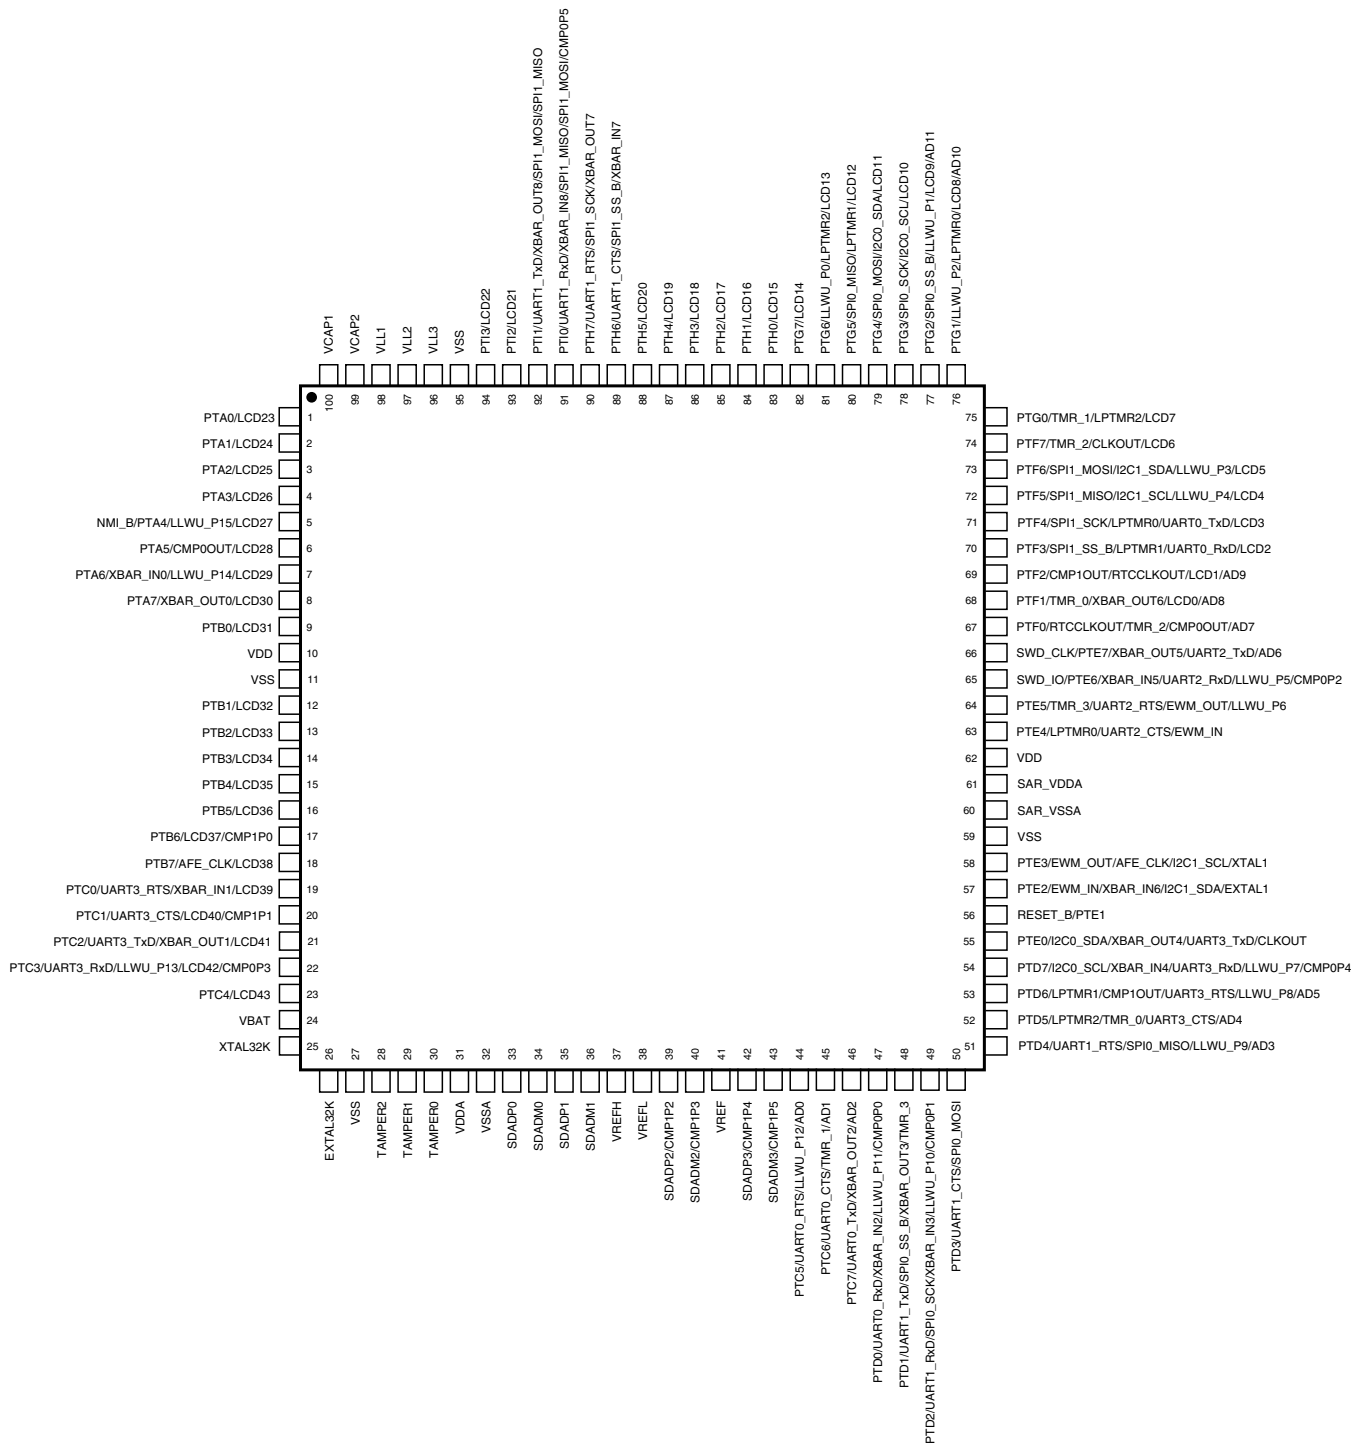 VCAP1
VCAP2
VLL1
VLL2
VLL3
VSS
PTI3/LCD22
PTI2/LCD21
PTI1/UART1_TxD/XBAR_OUT8/SPI1_MOSI/SPI1_MISO
PTI0/UART1_RxD/XBAR_IN8/SPI1_MISO/SPI1_MOSI/CMP0P5
PTH7/UART1_RTS/SPI1_SCK/XBAR_OUT7
PTH6/UART1_CTS/SPI1_SS_B/XBAR_IN7
PTH5/LCD20
PTH4/LCD19
PTH3/LCD18
PTH2/LCD17
PTH1/LCD16
PTH0/LCD15
PTG7/LCD14
PTG6/LLWU_P0/LPTMR2/LCD13
PTG5/SPI0_MISO/LPTMR1/LCD12
PTG4/SPI0_MOSI/I2C0_SDA/LCD11
PTG3/SPI0_SCK/I2C0_SCL/LCD10
PTG2/SPI0_SS_B/LLWU_P1/LCD9/AD11
PTG1/LLWU_P2/LPTMR0/LCD8/AD10
100 99 98 97 96 95 94 93 92 91 90 89 88 87 86 85 84 83 82 81 80 79 78 77 76
PTA0/LCD23 1 75 PTG0/TMR_1/LPTMR2/LCD7
PTA1/LCD24 2 74 PTF7/TMR_2/CLKOUT/LCD6
PTA2/LCD25 3 73 PTF6/SPI1_MOSI/I2C1_SDA/LLWU_P3/LCD5
PTA3/LCD26 4 72 PTF5/SPI1_MISO/I2C1_SCL/LLWU_P4/LCD4
NMI_B/PTA4/LLWU_P15/LCD27 5 71 PTF4/SPI1_SCK/LPTMR0/UART0_TxD/LCD3
PTA5/CMP0OUT/LCD28 6 70 PTF3/SPI1_SS_B/LPTMR1/UART0_RxD/LCD2
PTA6/XBAR_IN0/LLWU_P14/LCD29 7 69 PTF2/CMP1OUT/RTCCLKOUT/LCD1/AD9
PTA7/XBAR_OUT0/LCD30 8 68 PTF1/TMR_0/XBAR_OUT6/LCD0/AD8
PTB0/LCD31 9 67 PTF0/RTCCLKOUT/TMR_2/CMP0OUT/AD7
VDD 10 66 SWD_CLK/PTE7/XBAR_OUT5/UART2_TxD/AD6
VSS 11 65 SWD_IO/PTE6/XBAR_IN5/UART2_RxD/LLWU_P5/CMP0P2
PTB1/LCD32 12 64 PTE5/TMR_3/UART2_RTS/EWM_OUT/LLWU_P6
PTB2/LCD33 13 63 PTE4/LPTMR0/UART2_CTS/EWM_IN
PTB3/LCD34 14 62 VDD
PTB4/LCD35 15 61 SAR_VDDA
PTB5/LCD36 16 60 SAR_VSSA
PTB6/LCD37/CMP1P0 17 59 VSS
PTB7/AFE_CLK/LCD38 18 58 PTE3/EWM_OUT/AFE_CLK/I2C1_SCL/XTAL1
PTC0/UART3_RTS/XBAR_IN1/LCD39 19 57 PTE2/EWM_IN/XBAR_IN6/I2C1_SDA/EXTAL1
PTC1/UART3_CTS/LCD40/CMP1P1 20 56 RESET_B/PTE1
PTC2/UART3_TxD/XBAR_OUT1/LCD41 21 55 PTE0/I2C0_SDA/XBAR_OUT4/UART3_TxD/CLKOUT
PTC3/UART3_RxD/LLWU_P13/LCD42/CMP0P3 22 54 PTD7/I2C0_SCL/XBAR_IN4/UART3_RxD/LLWU_P7/CMP0P4
PTC4/LCD43 23 53 PTD6/LPTMR1/CMP1OUT/UART3_RTS/LLWU_P8/AD5
VBAT 24 52 PTD5/LPTMR2/TMR_0/UART3_CTS/AD4
XTAL32K 25 51 PTD4/UART1_RTS/SPI0_MISO/LLWU_P9/AD3
26 27 28 29 30 31 32 33 34 35 36 37 38 39 40 41 42 43 44 45 46 47 48 49 50
EXTAL32K
VSS
TAMPER2
TAMPER1
TAMPER0
VDDA
VSSA
SDADP0
SDADM0
SDADP1
SDADM1
VREFH
VREFL
SDADP2/CMP1P2
SDADM2/CMP1P3
VREF
SDADP3/CMP1P4
SDADM3/CMP1P5
PTC5/UART0_RTS/LLWU_P12/AD0
PTC6/UART0_CTS/TMR_1/AD1
PTC7/UART0_TxD/XBAR_OUT2/AD2
PTD0/UART0_RxD/XBAR_IN2/LLWU_P11/CMP0P0
PTD1/UART1_TxD/SPI0_SS_B/XBAR_OUT3/TMR_3
PTD2/UART1_RxD/SPI0_SCK/XBAR_IN3/LLWU_P10/CMP0P1
PTD3/UART1_CTS/SPI0_MOSI